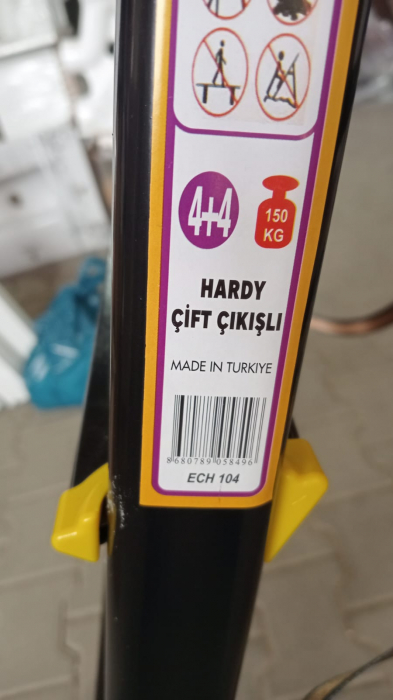 4+4
150
KG
HARDY
ÇİFT ÇIKIŞLI
MADE IN TURKIYE
8680789058496
ECH 104